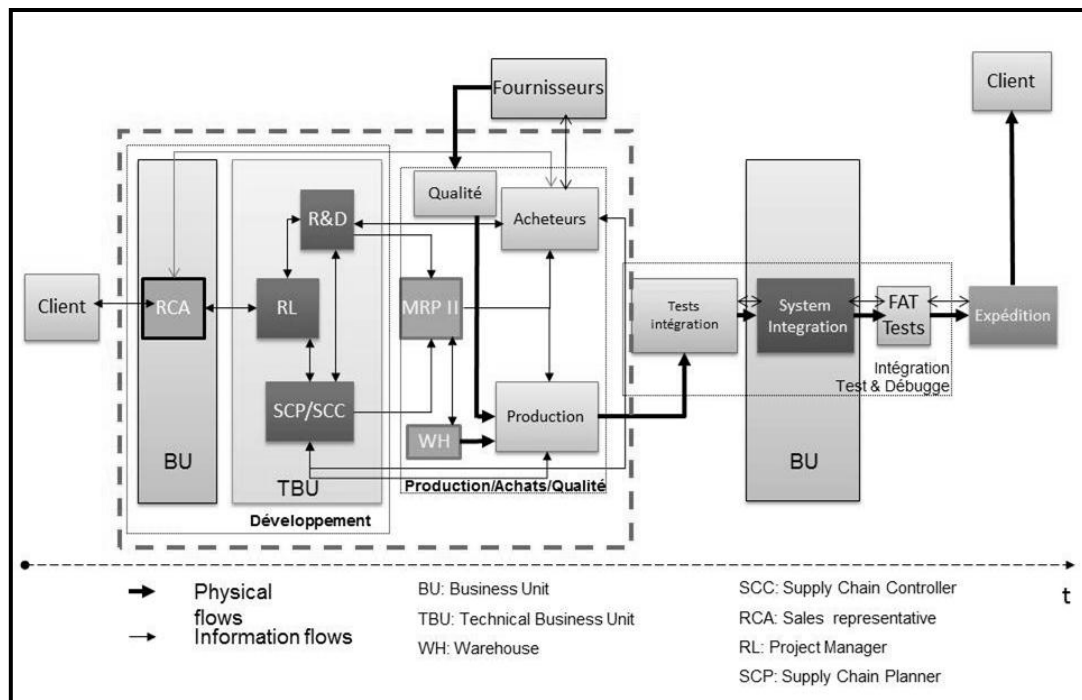 Fournisseurs
Client
Qualité
R&D
Acheteurs
Client
RCA
RL
MRP II
Tests
intégration
System
Integration
FAT
Tests
Expédition
Intégration
Test & Débugge
SCP/SCC
WH
Production
BU
TBU
Production/Achats/Qualité
BU
Développement
t
Physical
flows
Information flows
BU: Business Unit
TBU: Technical Business Unit
WH: Warehouse
SCC: Supply Chain Controller
RCA: Sales representative
RL: Project Manager
SCP: Supply Chain Planner